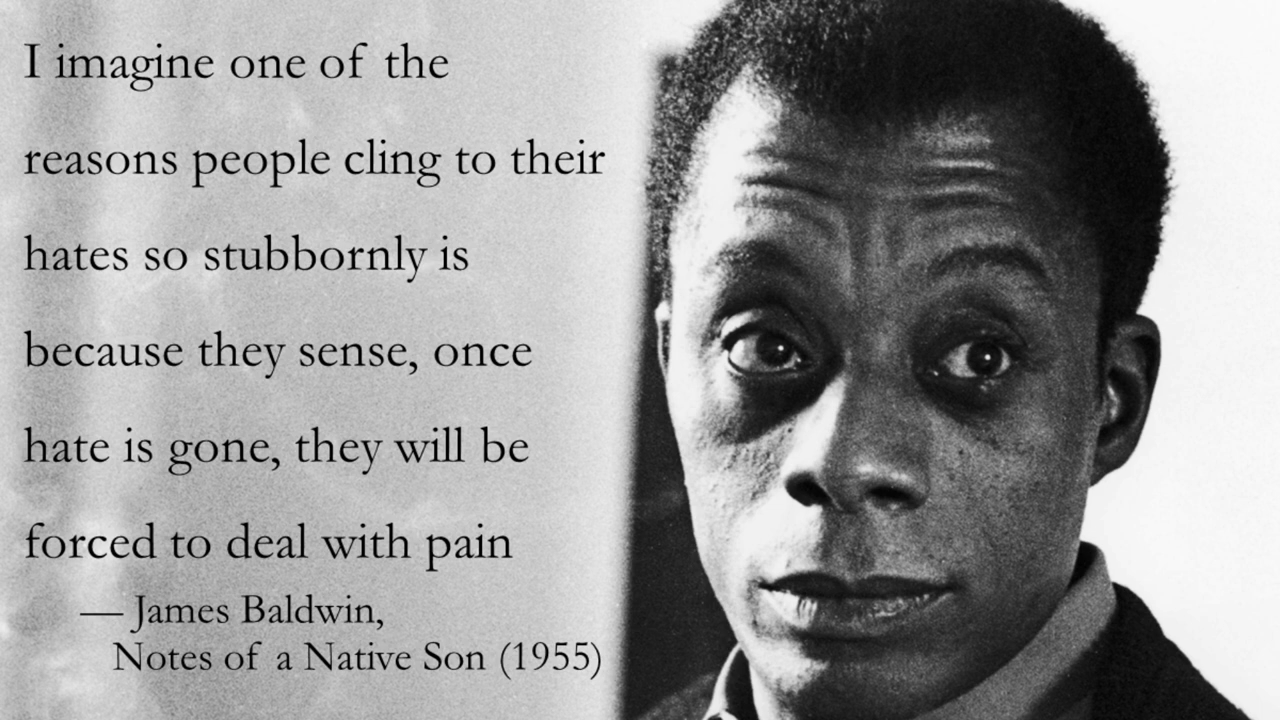 I imagine one of the
reasons people cling to their
hates so stubbornly is
because they sense, once
hate is gone, they will be
forced to deal with pain
— James Baldwin,
Notes of a Native Son (1955)